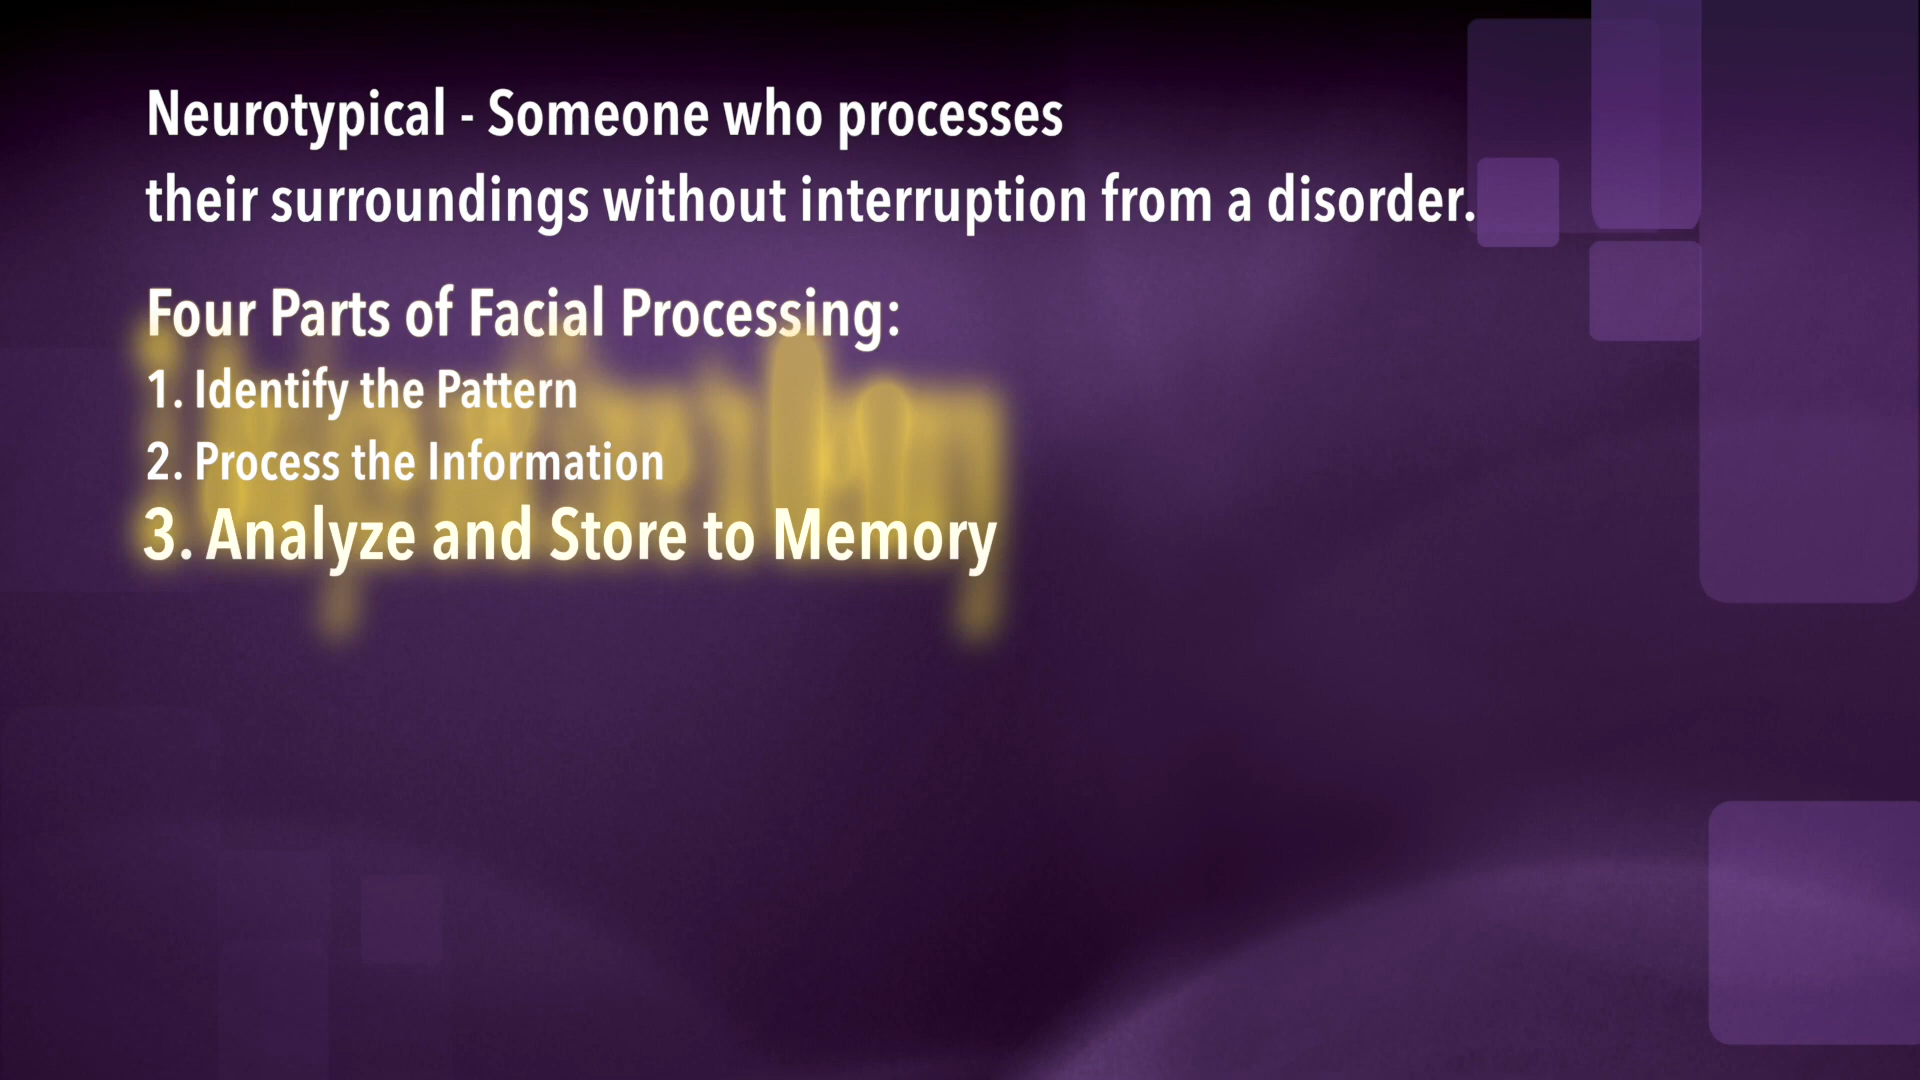 Neurotypical - Someone who processes
their surroundings without interruption from a disorder.
Four Parts of Facial Processing:
1. Identify the Pattern
2. Process the Information
3. Analyze and Store to Memory